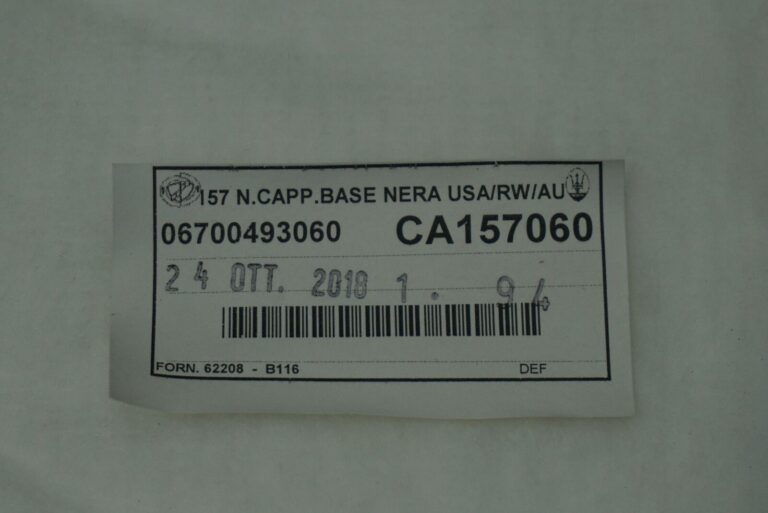 157 N.CAPP.BASE NERA USA/RW/AU
06700493060 CA157060
24 OTT. 2018 1. 94
FORN. 62208 - B116 DEF